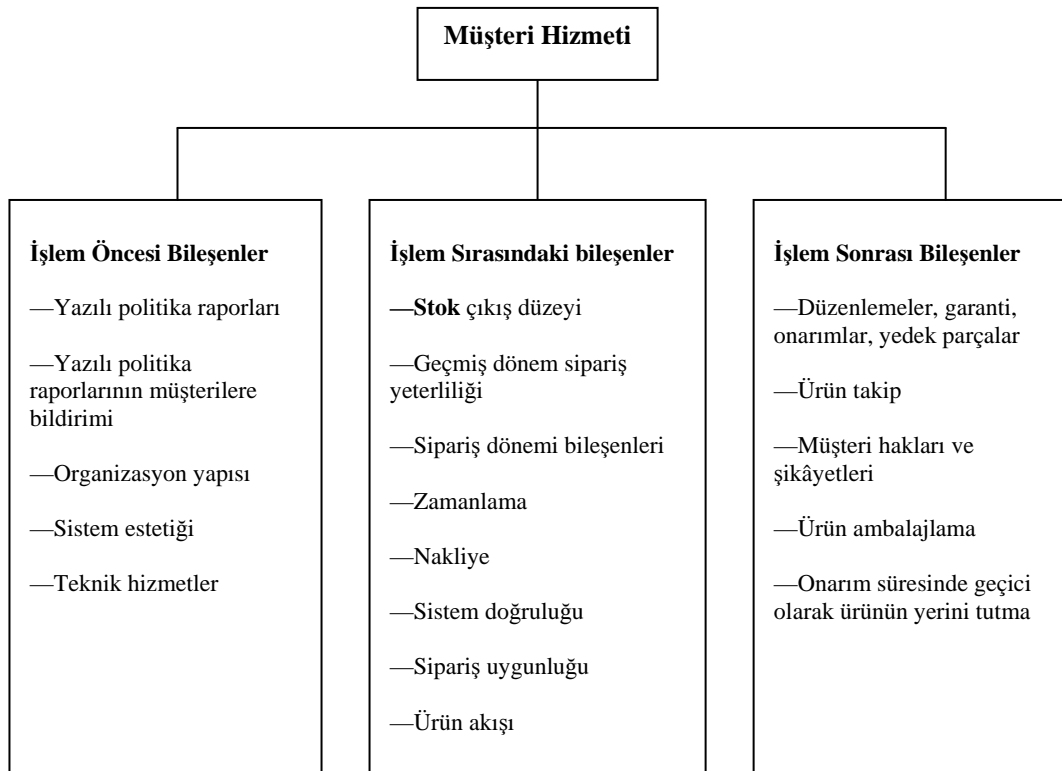 Müşteri Hizmeti
İşlem Öncesi Bileşenler
—Yazılı politika raporları
—Yazılı politika
raporlarının müşterilere
bildirimi
—Organizasyon yapısı
—Sistem estetiği
—Teknik hizmetler
İşlem Sırasındaki bileşenler
—Stok çıkış düzeyi
—Geçmiş dönem sipariş
yeterliliği
—Sipariş dönemi bileşenleri
—Zamanlama
—Nakliye
—Sistem doğruluğu
—Sipariş uygunluğu
—Ürün akışı
İşlem Sonrası Bileşenler
—Düzenlemeler, garanti,
onarımlar, yedek parçalar
—Ürün takip
—Müşteri hakları ve
şikâyetleri
—Ürün ambalajlama
—Onarım süresinde geçici
olarak ürünün yerini tutma